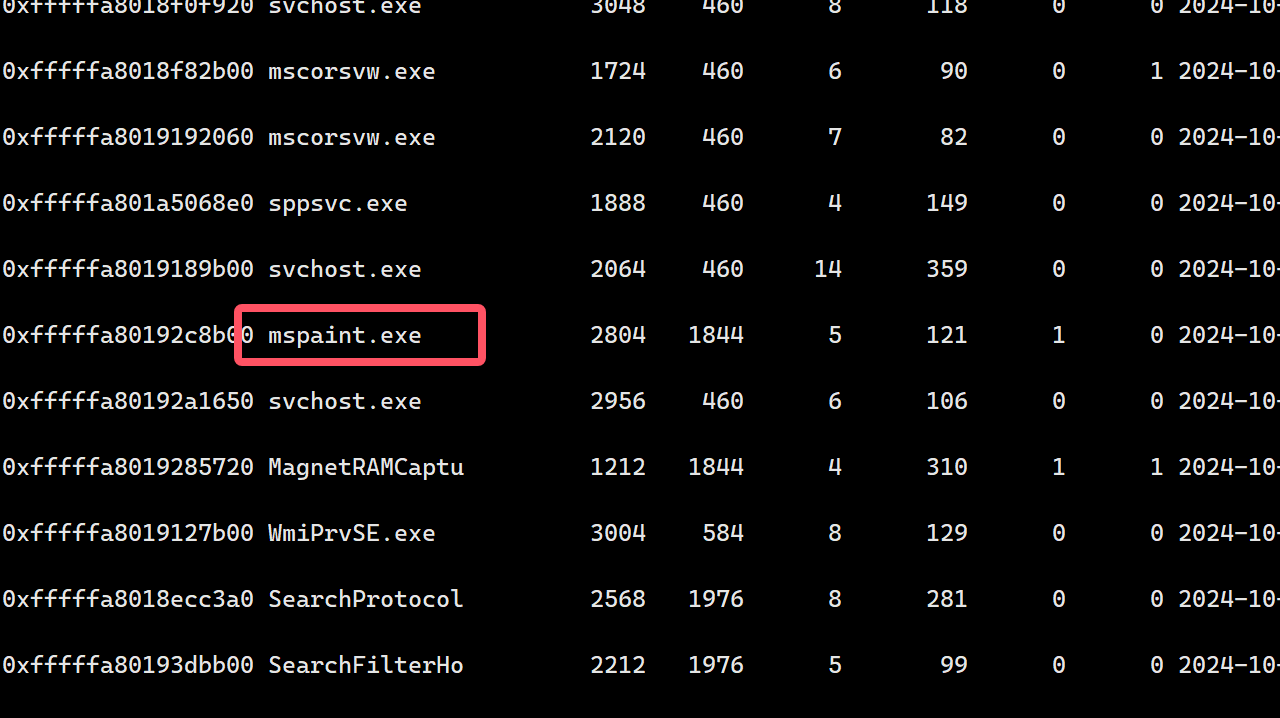 0xfffffa8018f0f920 svchost.exe 3048 460 8 118 0 0 2024-10-
0xfffffa8018f82b00 mscorsvw.exe 1724 460 6 90 0 1 2024-10-
0xfffffa8019192060 mscorsvw.exe 2120 460 7 82 0 0 2024-10-
0xfffffa801a5068e0 sppsvc.exe 1888 460 4 149 0 0 2024-10-
0xfffffa8019189b00 svchost.exe 2064 460 14 359 0 0 2024-10-
0xfffffa80192c8b00 mspaint.exe 2804 1844 5 121 1 0 2024-10-
0xfffffa80192a1650 svchost.exe 2956 460 6 106 0 0 2024-10-
0xfffffa8019285720 MagnetRAMCaptu 1212 1844 4 310 1 1 2024-10-
0xfffffa8019127b00 WmiPrvSE.exe 3004 584 8 129 0 0 2024-10-
0xfffffa8018ecc3a0 SearchProtocol 2568 1976 8 281 0 0 2024-10-
0xfffffa80193dbb00 SearchFilterHo 2212 1976 5 99 0 0 2024-10-